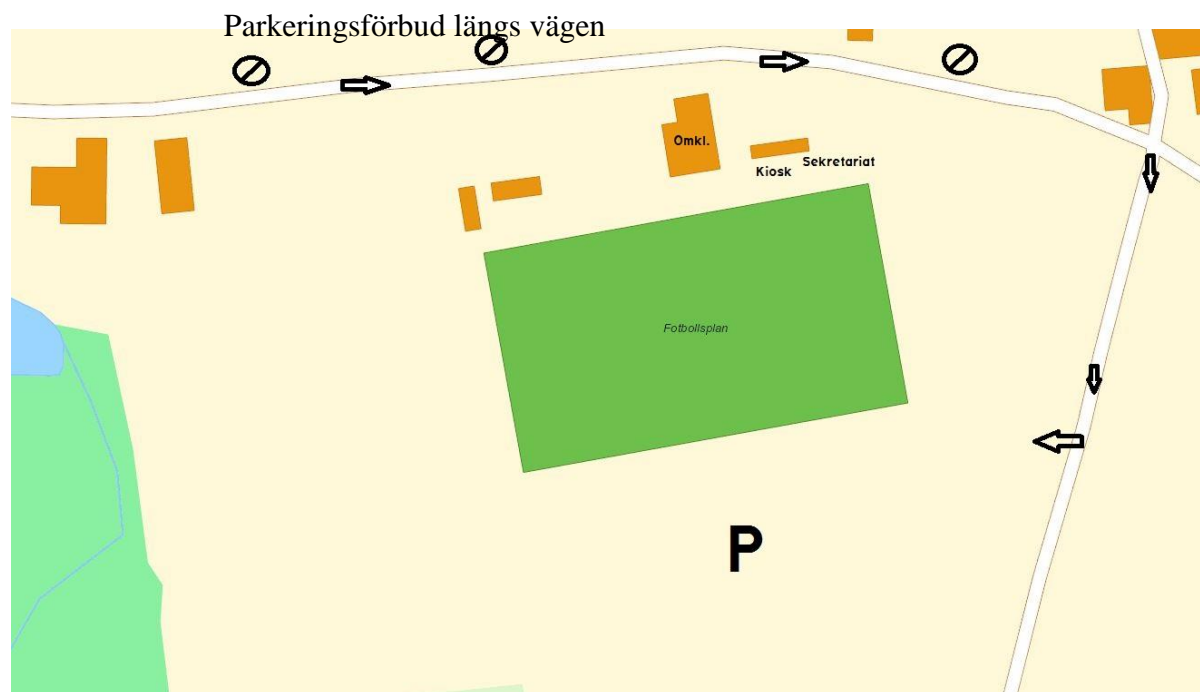 Parkeringsförbud längs vägen
Omkl.
Kiosk
Sekretariat
Fotbollsplan
P